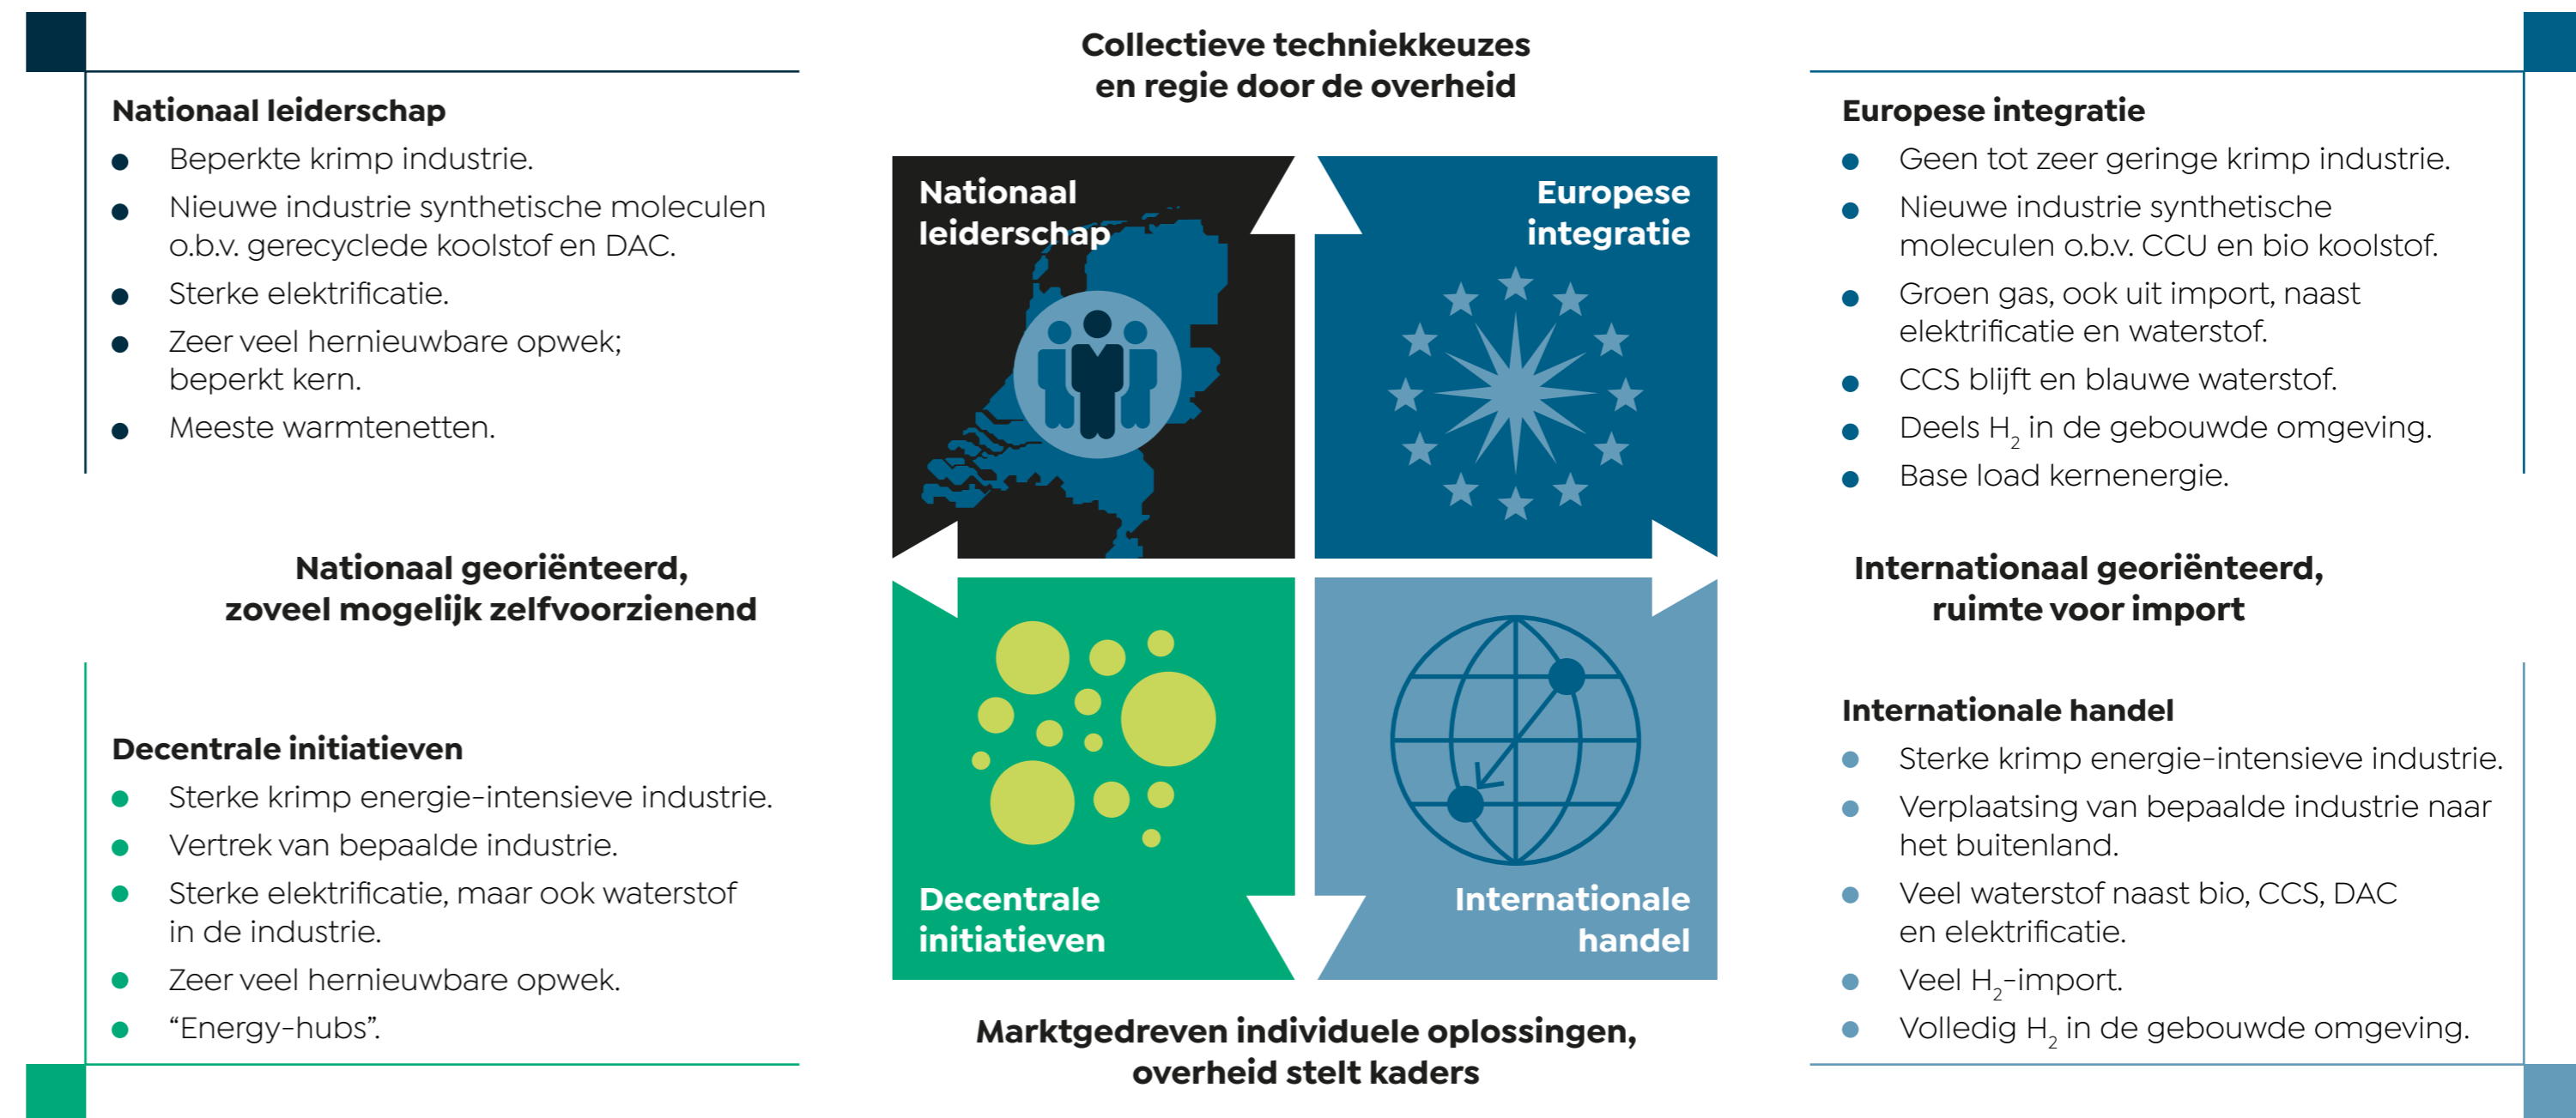 Collectieve techniekkeuzes
en regie door de overheid
Nationaal leiderschap
Beperkte krimp industrie.
Nieuwe industrie synthetische moleculen
o.b.v. gerecyclede koolstof en DAC.
Sterke elektrificatie.
Zeer veel hernieuwbare opwek;
beperkt kern.
Meeste warmtenetten.
Nationaal
leiderschap
Europese
integratie
Europese integratie
Geen tot zeer geringe krimp industrie.
Nieuwe industrie synthetische
moleculen o.b.v. CCU en bio koolstof.
Groen gas, ook uit import, naast
elektrificatie en waterstof.
CCS blijft en blauwe waterstof.
Deels H₂ in de gebouwde omgeving.
Base load kernenergie.
Nationaal georiënteerd,
zoveel mogelijk zelfvoorzienend
Internationaal georiënteerd,
ruimte voor import
Decentrale initiatieven
Sterke krimp energie-intensieve industrie.
Vertrek van bepaalde industrie.
Sterke elektrificatie, maar ook waterstof
in de industrie.
Zeer veel hernieuwbare opwek.
“Energy-hubs”.
Decentrale
initiatieven
Internationale
handel
Internationale handel
Sterke krimp energie-intensieve industrie.
Verplaatsing van bepaalde industrie naar
het buitenland.
Veel waterstof naast bio, CCS, DAC
en elektrificatie.
Veel H₂-import.
Volledig H₂ in de gebouwde omgeving.
Marktgedreven individuele oplossingen,
overheid stelt kaders